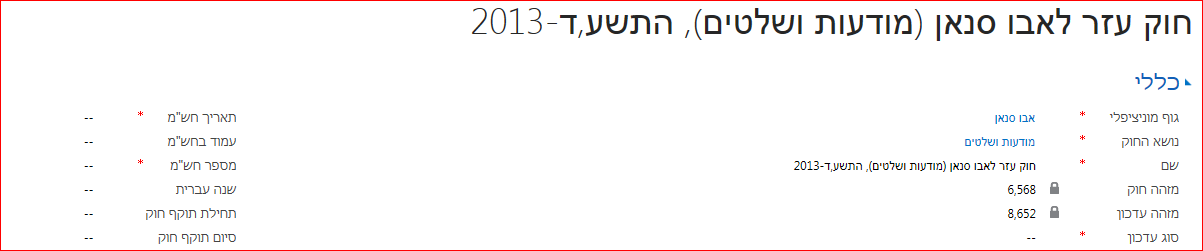 חוק עזר לאבו סנאן (מודעות ושלטים), התשע,ד-2013
כללי
גוף מוניציפלי * אבו סנאן תאריך חש"מ * --
נושא החוק * מודעות ושלטים עמוד בחש"מ --
שם * חוק עזר לאבו סנאן (מודעות ושלטים), התשע,ד-2013 מספר חש"מ * --
מזהה חוק 6,568 שנה עברית --
מזהה עדכון 8,652 תחילת תוקף חוק --
סוג עדכון * -- סיום תוקף חוק --